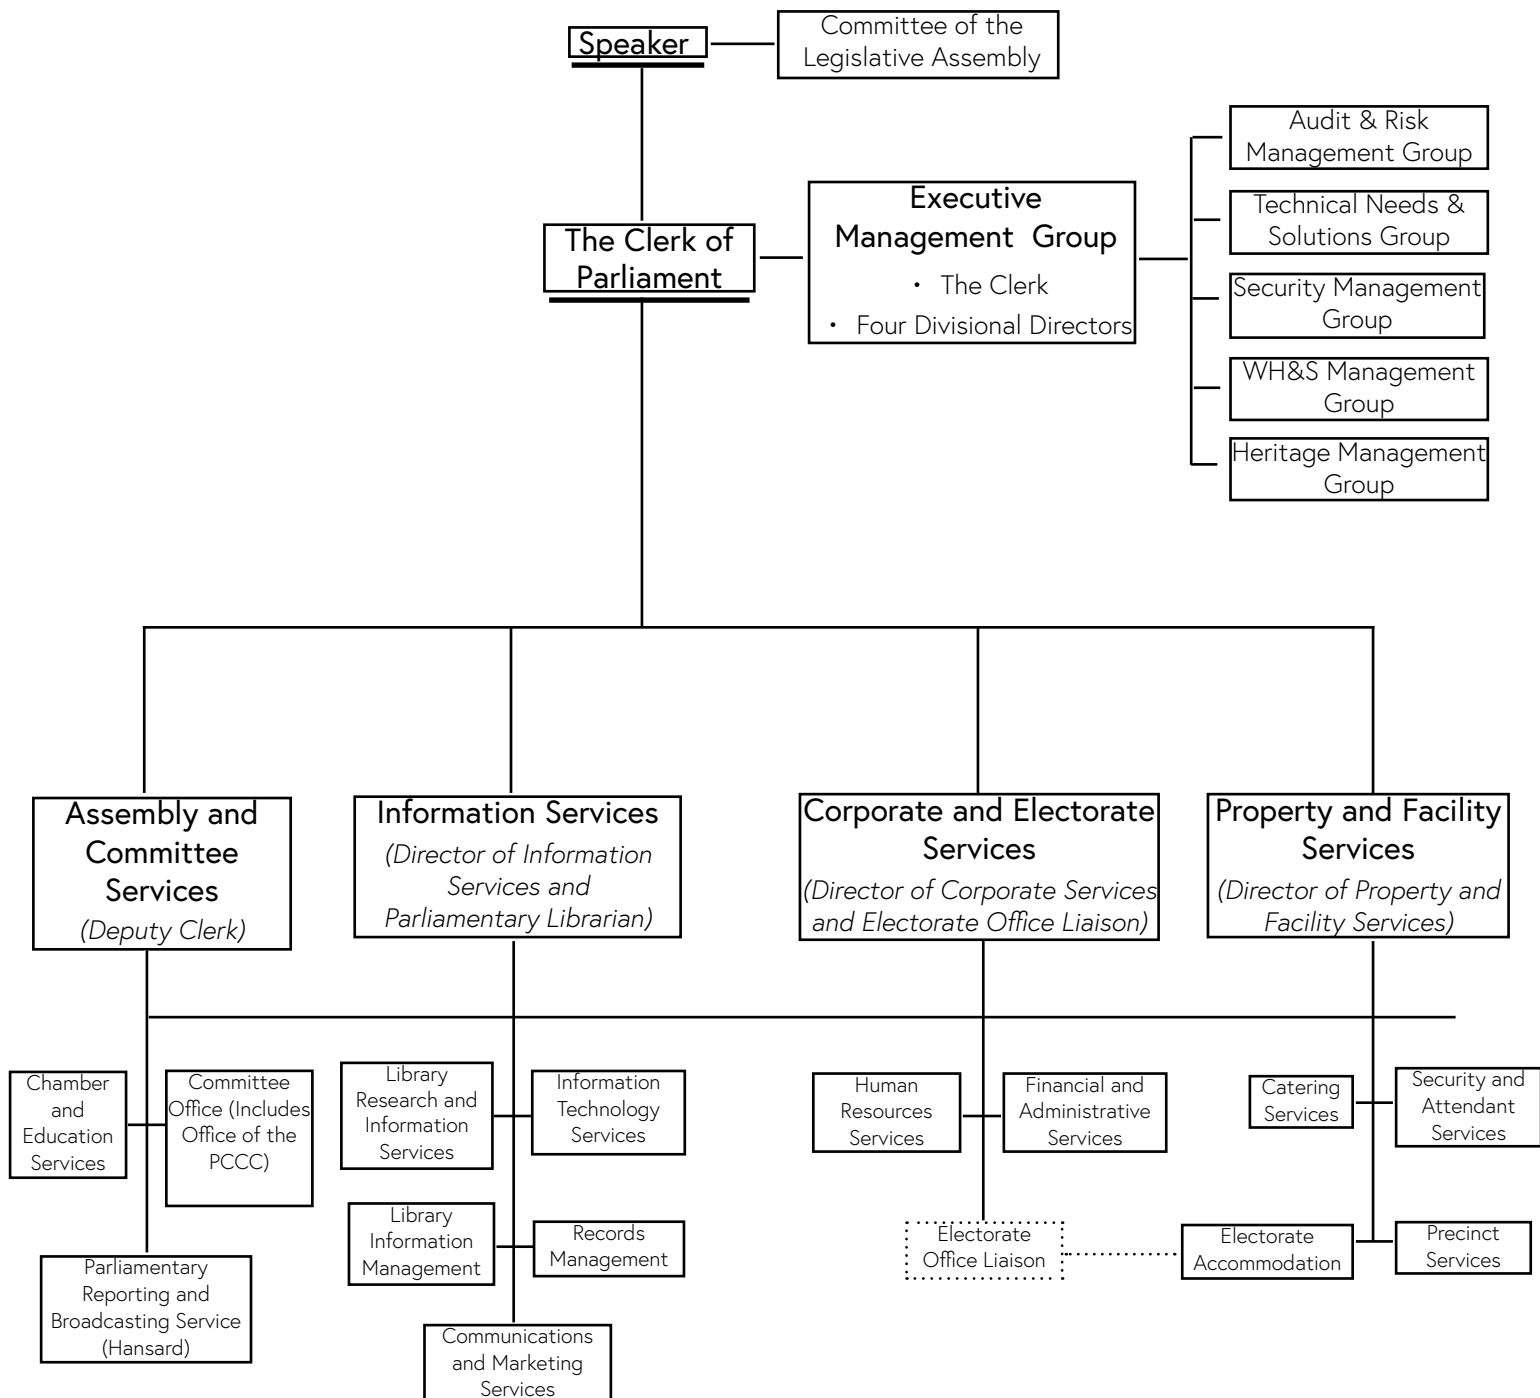 Speaker
Committee of the
Legislative Assembly
Audit & Risk
Management Group
Technical Needs &
Solutions Group
Security Management
Group
WH&S Management
Group
Heritage Management
Group
The Clerk of
Parliament
Executive
Management Group
• The Clerk
• Four Divisional Directors
Assembly and
Committee
Services
(Deputy Clerk)
Information Services
(Director of Information
Services and
Parliamentary Librarian)
Corporate and Electorate
Services
(Director of Corporate Services
and Electorate Office Liaison)
Property and Facility
Services
(Director of Property and
Facility Services)
Chamber
and
Education
Services
Committee
Office (Includes
Office of the
PCCC)
Parliamentary
Reporting and
Broadcasting Service
(Hansard)
Library
Research and
Information
Services
Information
Technology
Services
Library
Information
Management
Records
Management
Communications
and Marketing
Services
Human
Resources
Services
Financial and
Administrative
Services
Electorate
Office Liaison
Catering
Services
Security and
Attendant
Services
Electorate
Accommodation
Precinct
Services